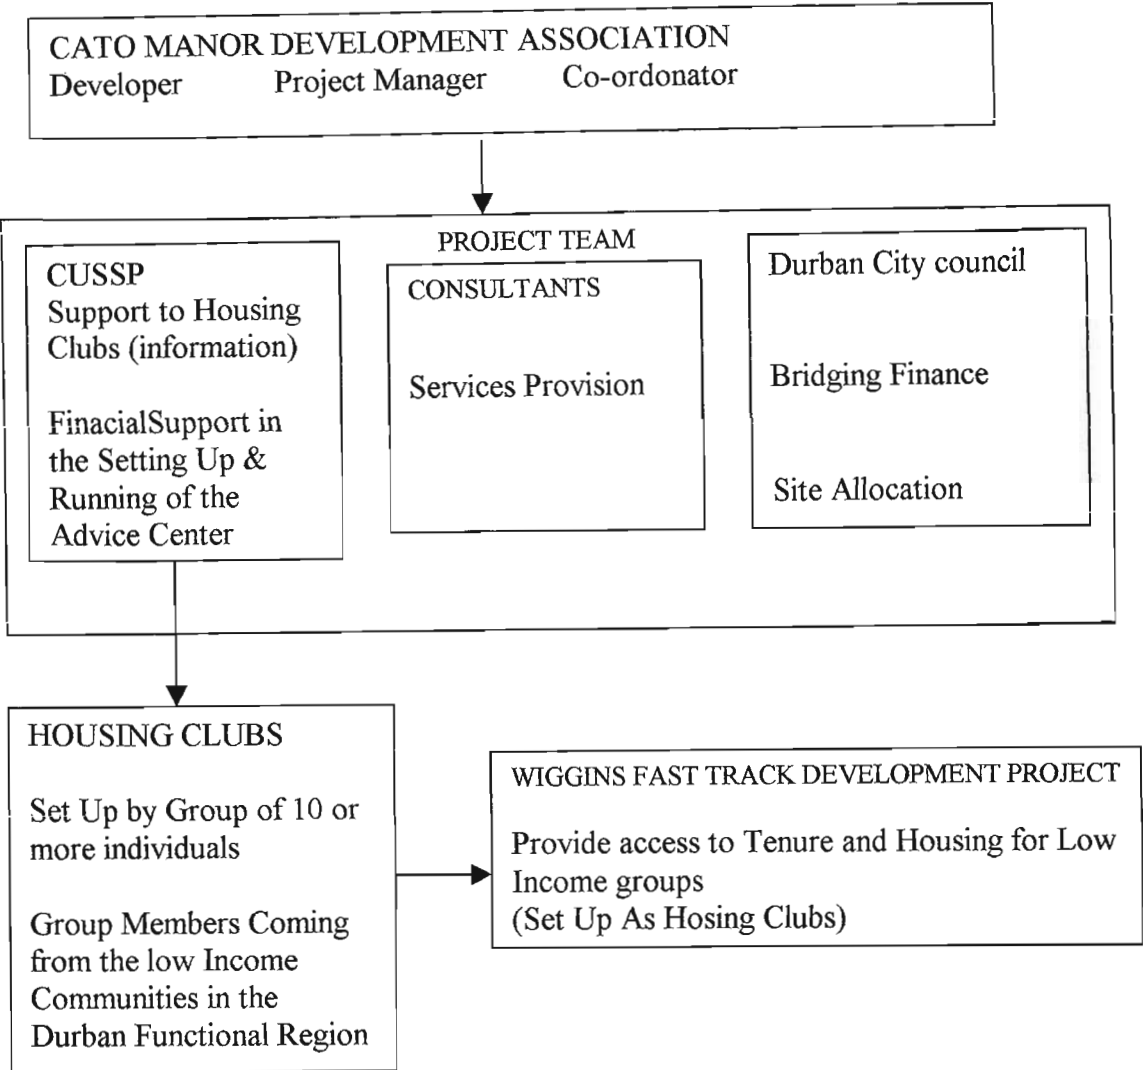 CATO MANOR DEVELOPMENT ASSOCIATION
Developer Project Manager Co-ordonator
PROJECT TEAM
CUSSP
Support to Housing
Clubs (information)
FinacialSupport in
the Setting Up &
Running of the
Advice Center
CONSULTANTS
Services Provision
Durban City council
Bridging Finance
Site Allocation
HOUSING CLUBS
Set Up by Group of 10 or
more individuals
Group Members Coming
from the low Income
Communities in the
Durban Functional Region
WIGGINS FAST TRACK DEVELOPMENT PROJECT
Provide access to Tenure and Housing for Low
Income groups
(Set Up As Hosing Clubs)